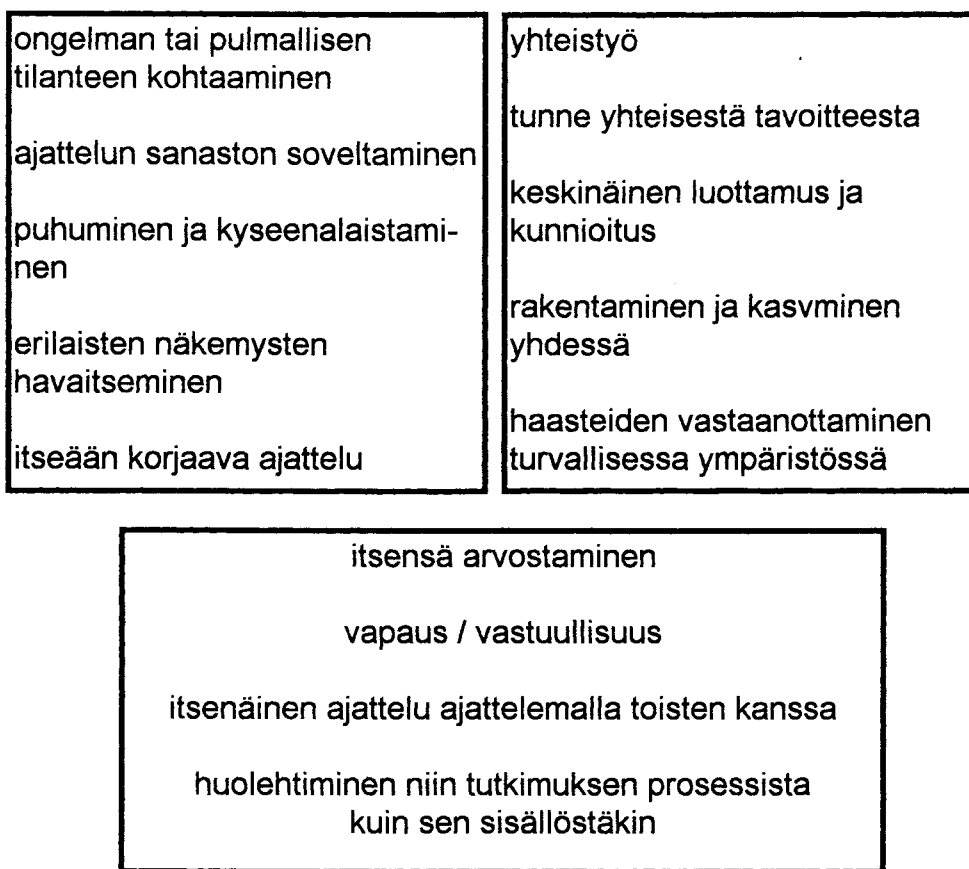 ongelman tai pulmallisen
tilanteen kohtaaminen
ajattelun sanaston soveltaminen
puhuminen ja kyseenalaistami-
nen
erilaisten näkemysten
havaitseminen
itseään korjaava ajattelu
yhteistyö
tunne yhteisestä tavoitteesta
keskinäinen luottamus ja
kunnioitus
rakentaminen ja kasvminen
yhdessä
haasteiden vastaanottaminen
turvallisessa ympäristössä
itsensä arvostaminen
vapaus / vastuullisuus
itsenäinen ajattelu ajattelemalla toisten kanssa
huolehtiminen niin tutkimuksen prosessista
kuin sen sisällöstäkin